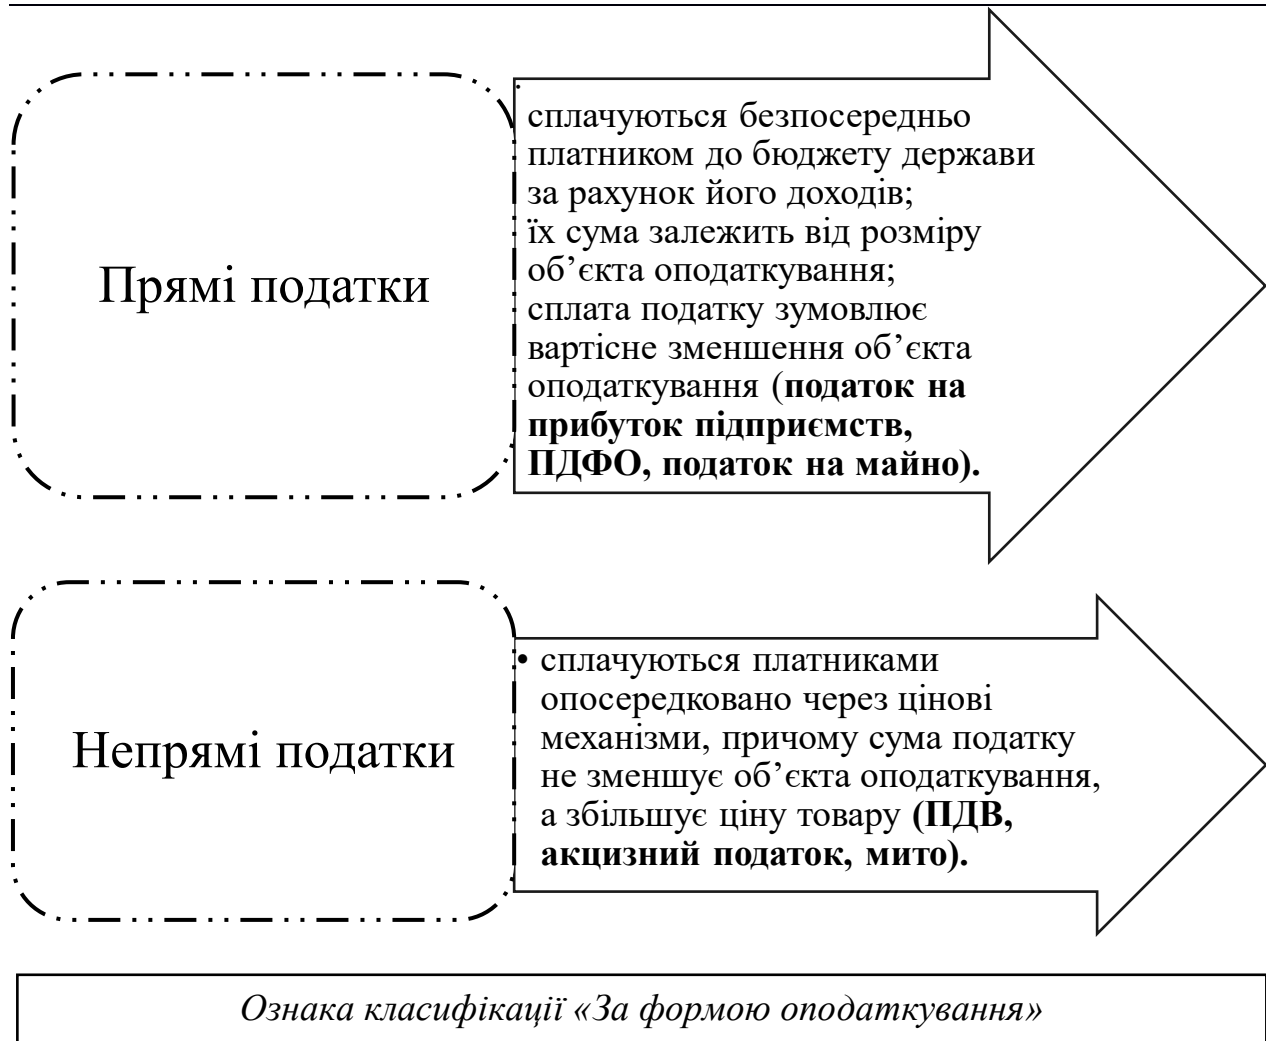 Прямі податки
сплачуються безпосередньо
платником до бюджету держави
за рахунок його доходів;
їх сума залежить від розміру
об’єкта оподаткування;
сплата податку зумовлює
вартісне зменшення об’єкта
оподаткування (податок на
прибуток підприємств,
ПДФО, податок на майно).
Непрямі податки
• сплачуються платниками
опосередковано через цінові
механізми, причому сума податку
не зменшує об’єкта оподаткування,
а збільшує ціну товару (ПДВ,
акцизний податок, мито).
Ознака класифікації «За формою оподаткування»